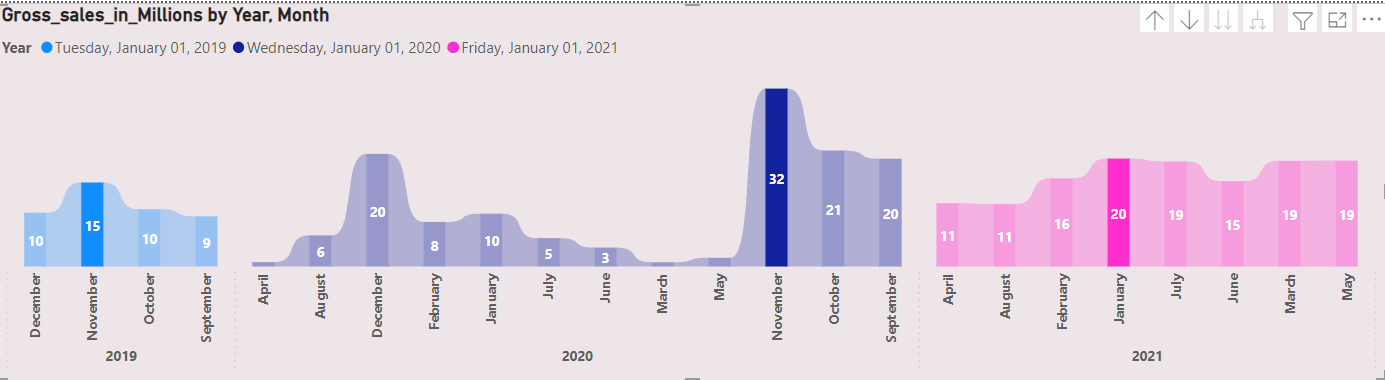 Gross_sales_in_Millions by Year, Month
Year Tuesday, January 01, 2019 Wednesday, January 01, 2020 Friday, January 01, 2021
10 15 10 9 6 20 8 10 5 3 32 21 20 11 11 16 20 19 15 19 19
December November October September April August December February January July June March May November October September April August February January July June March May
2019 2020 2021